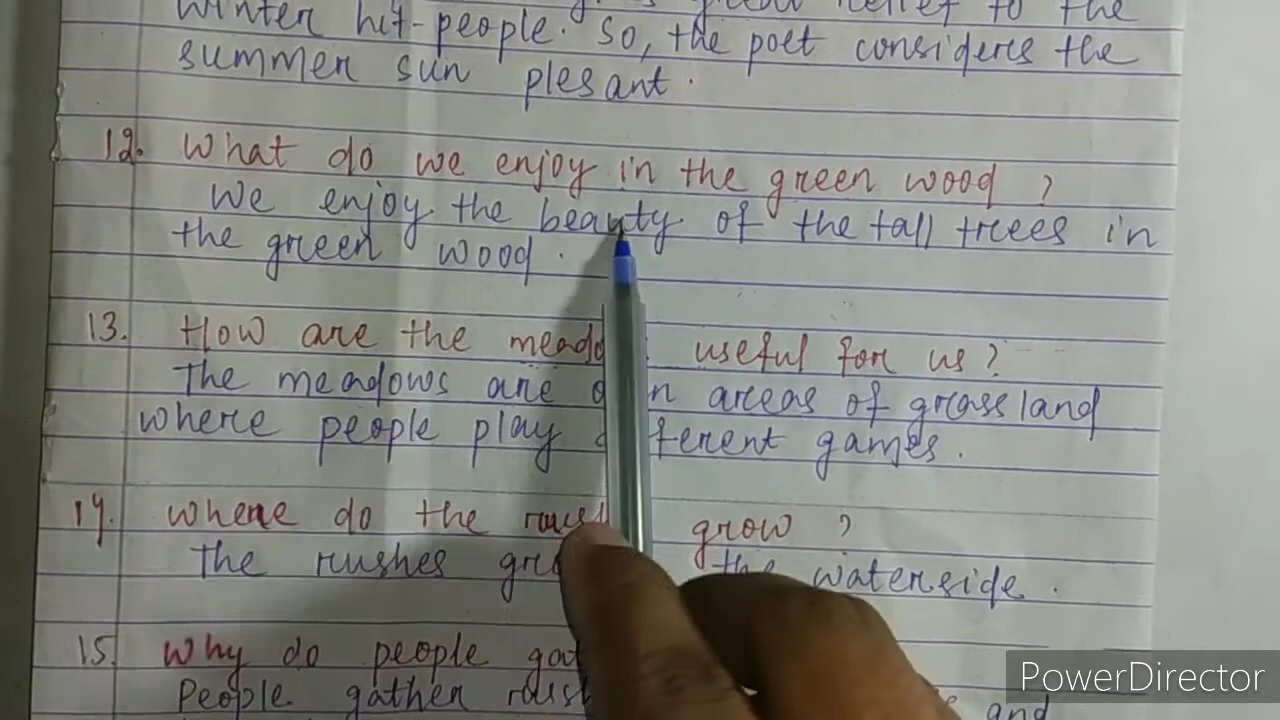 winter hit-people. So, the poet consideres the
summer sun plesant.
12. What do we enjoy in the green wood ?
We enjoy the beauty of the tall trees in
the green wood.
13. How are the useful for us?
The meadows are areas of grassland
where people play games.
14. Where do the grow ?
The rushes the waterside.
15. Why do people
People gather and
PowerDirector